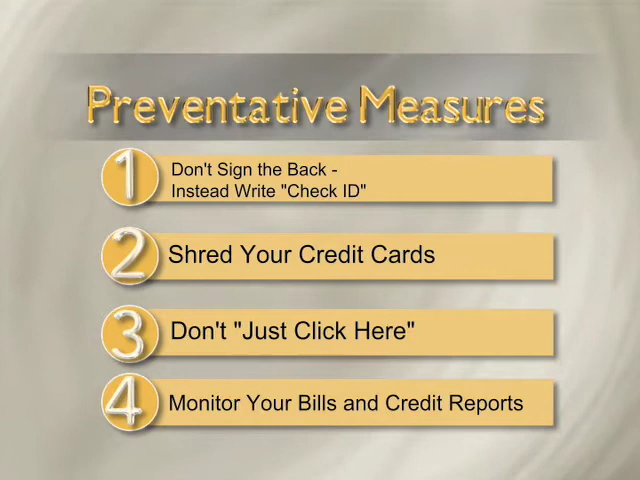 Preventative Measures
1
Don't Sign the Back -
Instead Write "Check ID"
2
Shred Your Credit Cards
3
Don't "Just Click Here"
4
Monitor Your Bills and Credit Reports